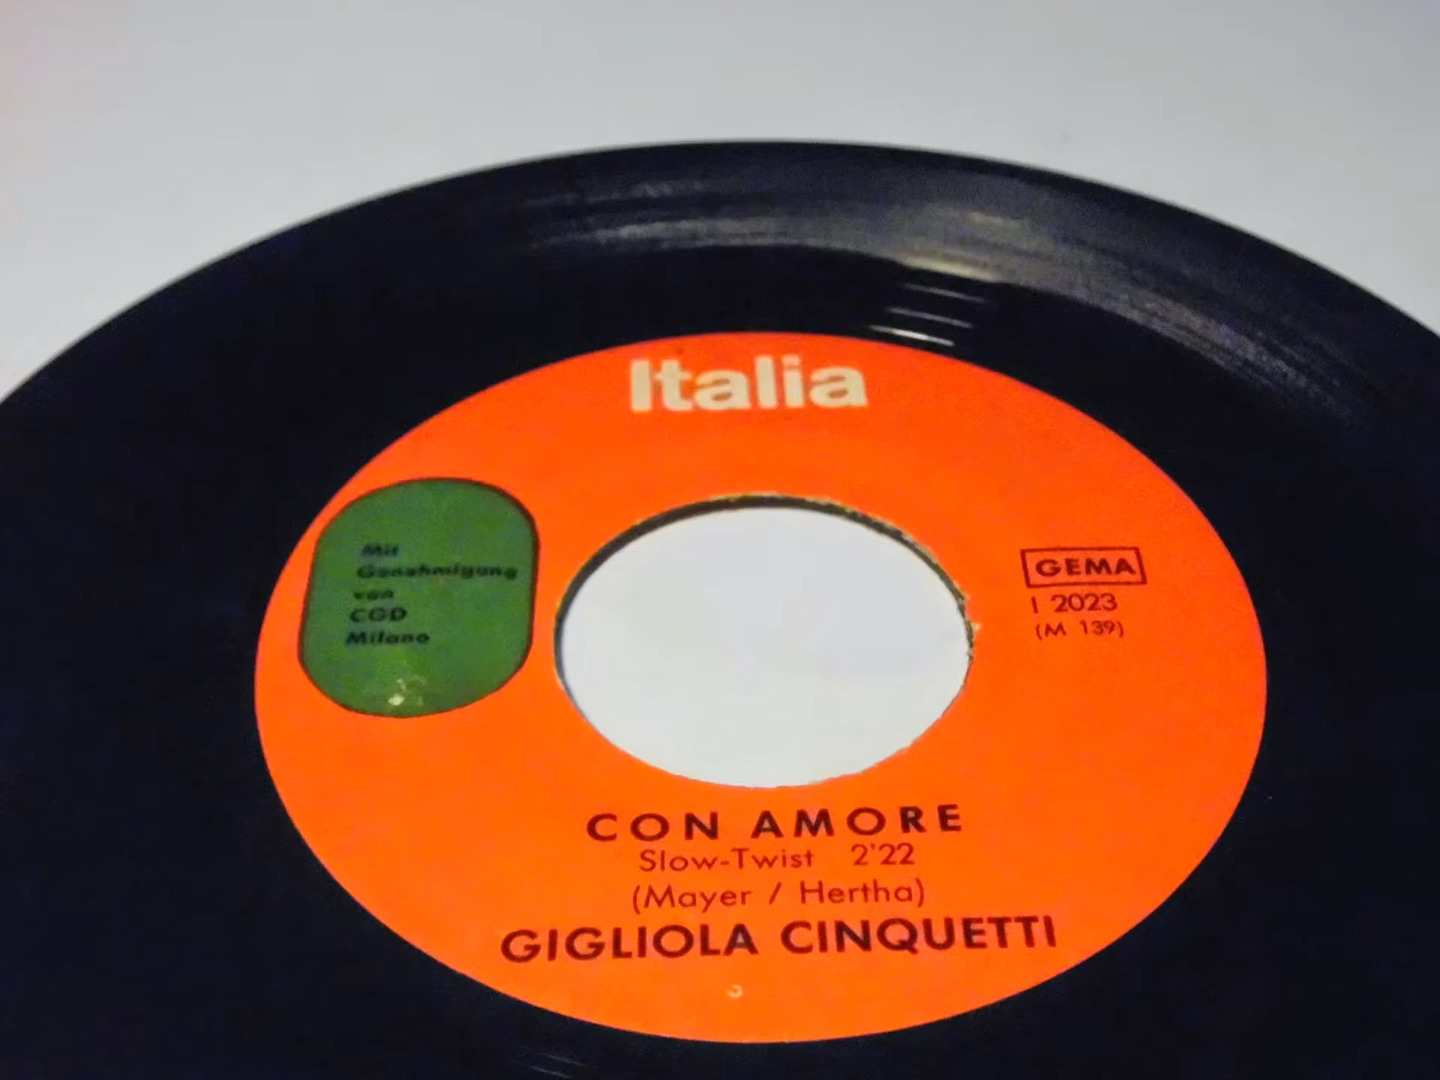 Italia
Mit
Genehmigung
von
CGD
Milano
GEMA
I 2023
(M 139)
CON AMORE
Slow-Twist 2'22
(Mayer / Hertha)
GIGLIOLA CINQUETTI